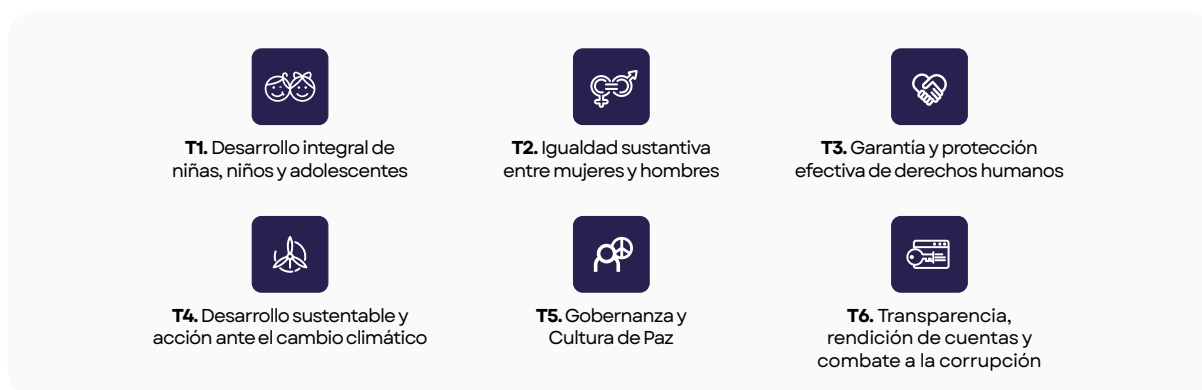 T1. Desarrollo integral de
niñas, niños y adolescentes
T2. Igualdad sustantiva
entre mujeres y hombres
T3. Garantía y protección
efectiva de derechos humanos
T4. Desarrollo sustentable y
acción ante el cambio climático
T5. Gobernanza y
Cultura de Paz
T6. Transparencia,
rendición de cuentas y
combate a la corrupción